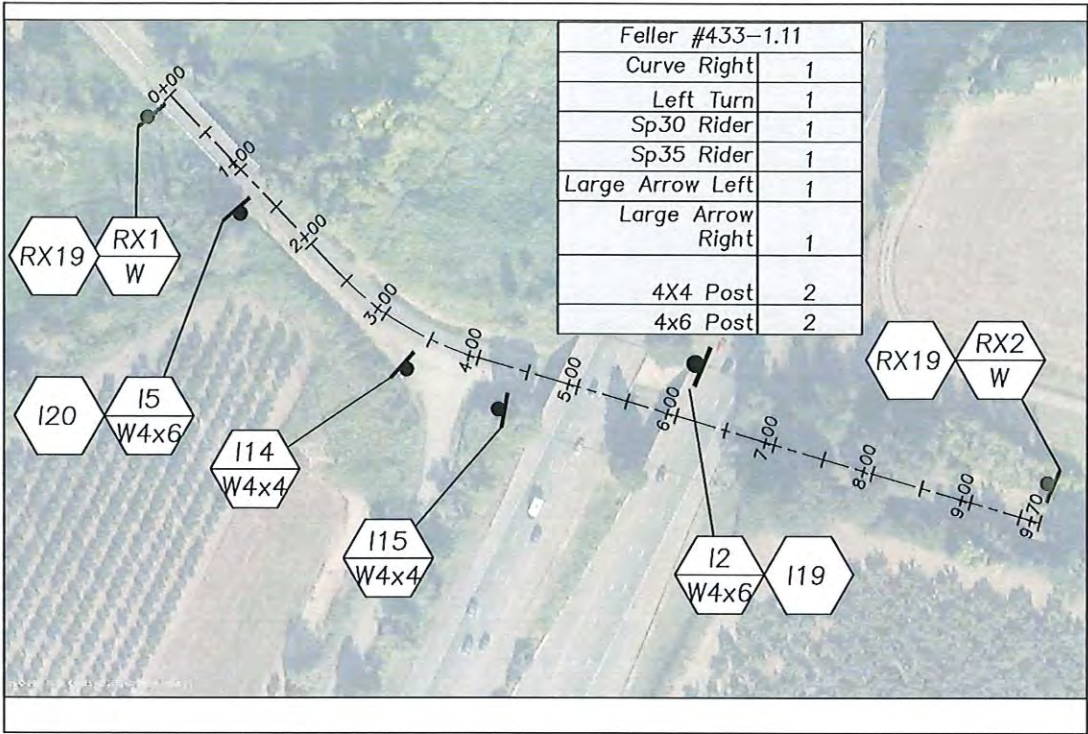 Feller #433-1.11
Curve Right 1
Left Turn 1
Sp30 Rider 1
Sp35 Rider 1
Large Arrow Left 1
Large Arrow
Right 1
4X4 Post 2
4x6 Post 2
0+00
1+00
2+00
3+00
4+00
5+00
6+00
7+00
8+00
9+00
9+70
RX19
RX1
W
I20
I5
W4x6
I14
W4x4
I15
W4x4
I2
W4x6
I19
RX19
RX2
W